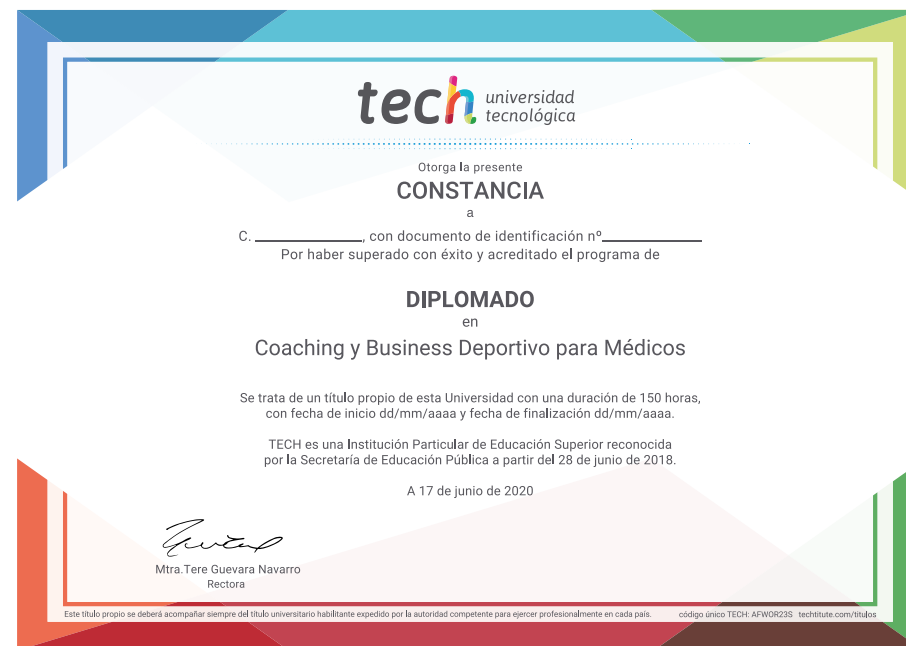 tech universidad
tecnológica
Otorga la presente
CONSTANCIA
a
C. ________________, con documento de identificación nº_______________
Por haber superado con éxito y acreditado el programa de
DIPLOMADO
en
Coaching y Business Deportivo para Médicos
Se trata de un título propio de esta Universidad con una duración de 150 horas,
con fecha de inicio dd/mm/aaaa y fecha de finalización dd/mm/aaaa.
TECH es una Institución Particular de Educación Superior reconocida
por la Secretaría de Educación Pública a partir del 28 de junio de 2018.
A 17 de junio de 2020
Mtra.Tere Guevara Navarro
Rectora
Este título propio se deberá acompañar siempre del título universitario habilitante expedido por la autoridad competente para ejercer profesionalmente en cada país. código único TECH: AFWOR23S techtitute.com/titulos